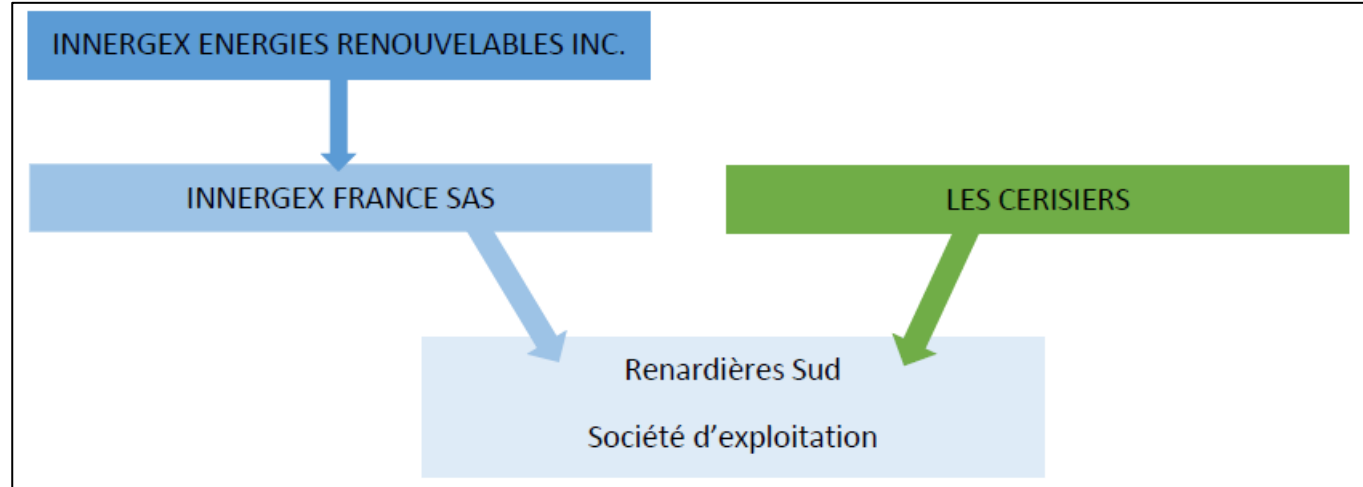 INNERGEX ENERGIES RENOUVELABLES INC.
INNERGEX FRANCE SAS
LES CERISIERS
Renardières Sud
Société d'exploitation